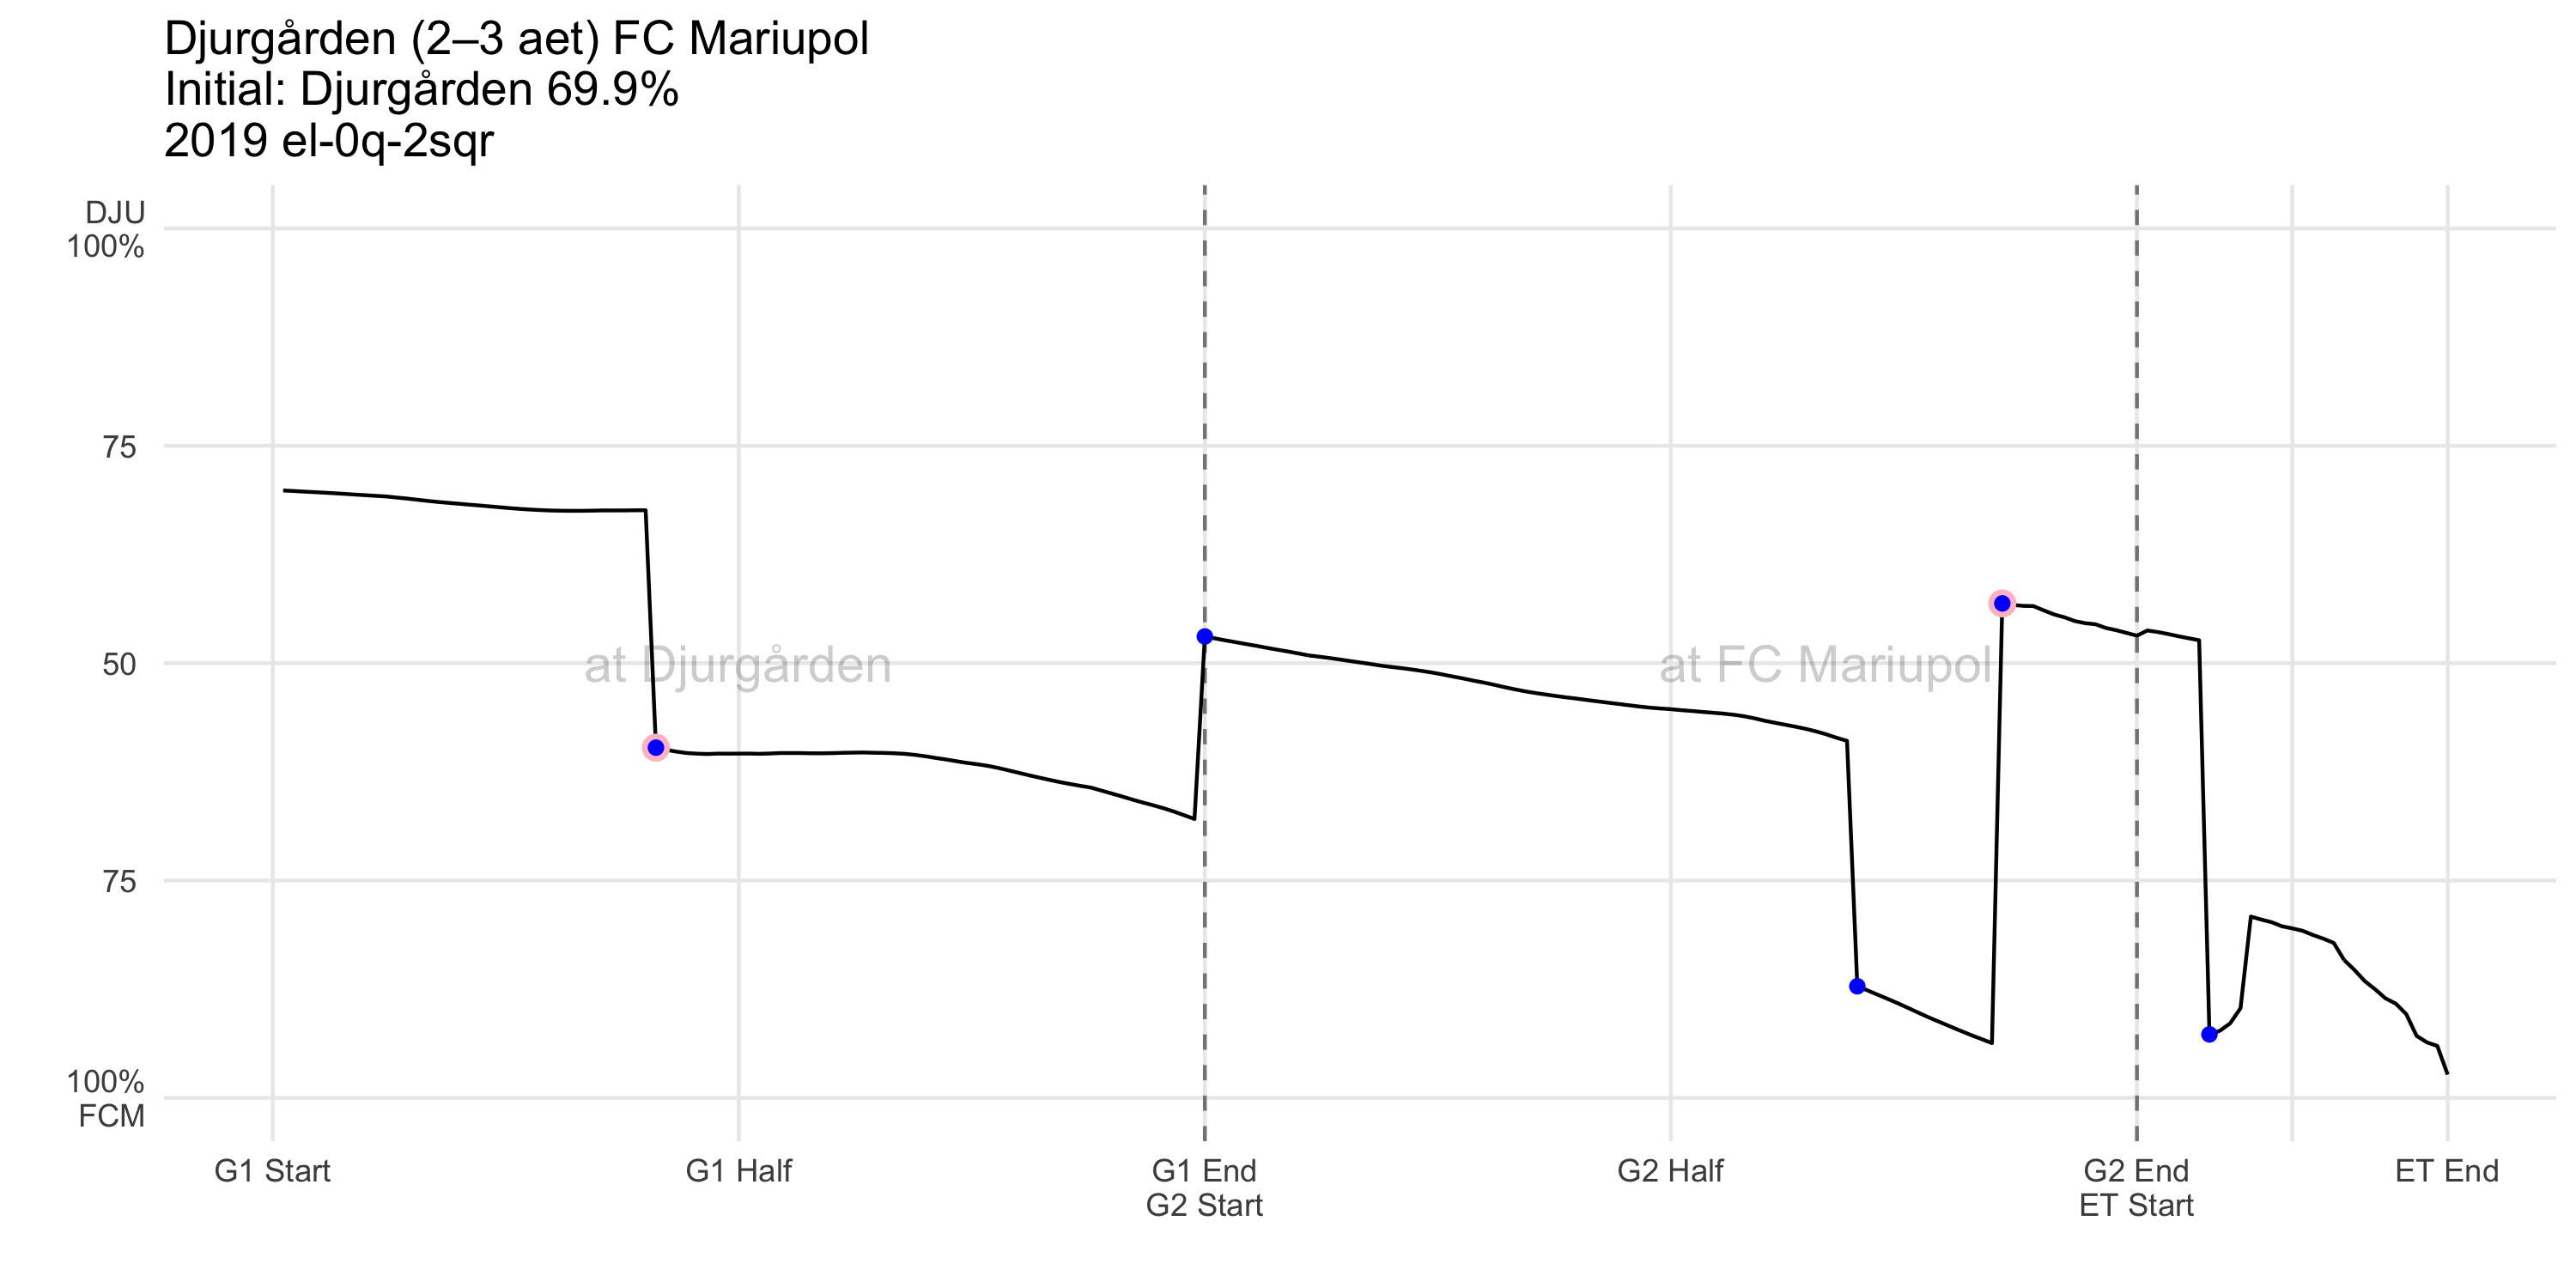 Djurgården (2–3 aet) FC Mariupol
Initial: Djurgården 69.9%
2019 el-0q-2sqr
DJU
100%
75
50
75
100%
FCM
at Djurgården
at FC Mariupol
G1 Start
G1 Half
G1 End
G2 Start
G2 Half
G2 End
ET Start
ET End